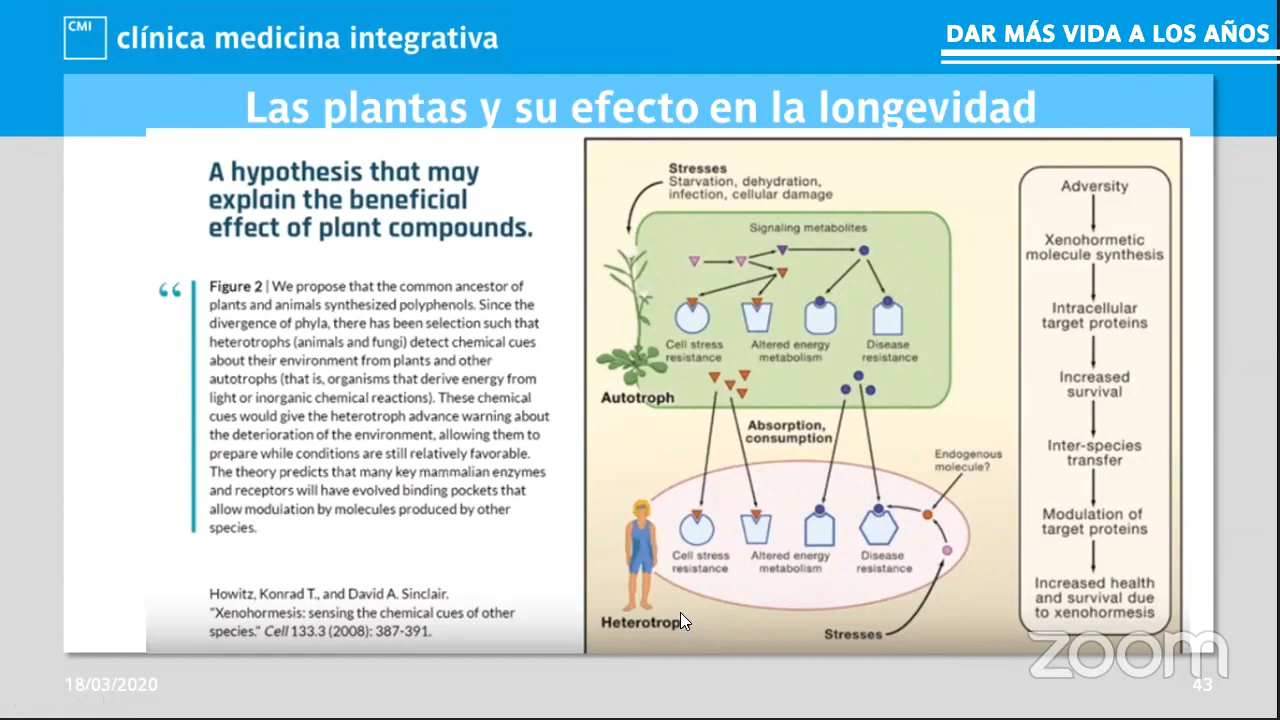 CMI
clínica medicina integrativa
DAR MÁS VIDA A LOS AÑOS
Las plantas y su efecto en la longevidad
A hypothesis that may
explain the beneficial
effect of plant compounds.
“
Figure 2 | We propose that the common ancestor of
plants and animals synthesized polyphenols. Since the
divergence of phyla, there has been selection such that
heterotrophs (animals and fungi) detect chemical cues
about their environment from plants and other
autotrophs (that is, organisms that derive energy from
light or inorganic chemical reactions). These chemical
cues would give the heterotroph advance warning about
the deterioration of the environment, allowing them to
prepare while conditions are still relatively favorable.
The theory predicts that many key mammalian enzymes
and receptors will have evolved binding pockets that
allow modulation by molecules produced by other
species.
Howitz, Konrad T., and David A. Sinclair.
"Xenohormesis: sensing the chemical cues of other
species." Cell 133.3 (2008): 387-391.
Stresses
Starvation, dehydration,
infection, cellular damage
Signaling metabolites
Cell stress
resistance
Altered energy
metabolism
Disease
resistance
Autotroph
Absorption,
consumption
Endogenous
molecule?
Cell stress
resistance
Altered energy
metabolism
Disease
resistance
Heterotroph
Stresses
Adversity
Xenohormetic
molecule synthesis
Intracellular
target proteins
Increased
survival
Inter-species
transfer
Modulation of
target proteins
Increased health
and survival due
to xenohormesis
zoom
18/03/2020
43